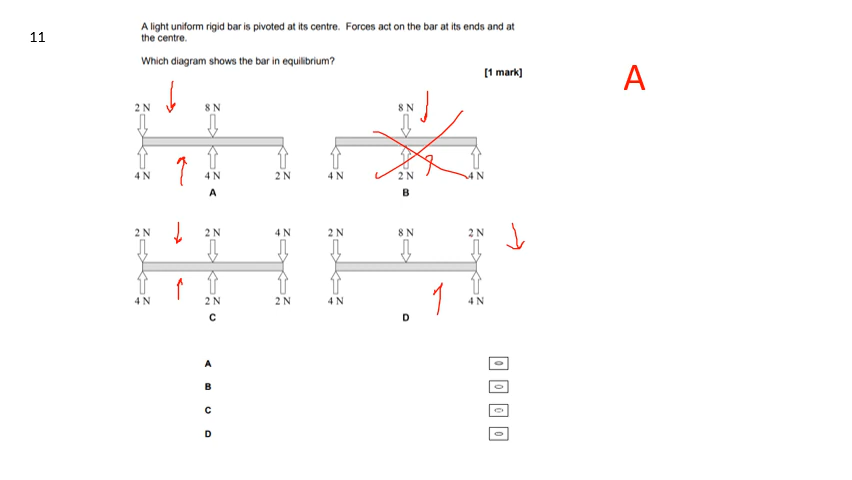 11
A light uniform rigid bar is pivoted at its centre. Forces act on the bar at its ends and at
the centre.
Which diagram shows the bar in equilibrium?
[1 mark]
A
2 N 8 N
4 N 4 N 2 N
A
8 N
4 N 2 N 4 N
B
2 N 2 N 4 N
4 N 2 N 2 N
C
2 N 8 N 2 N
4 N 4 N
D
A
B
C
D